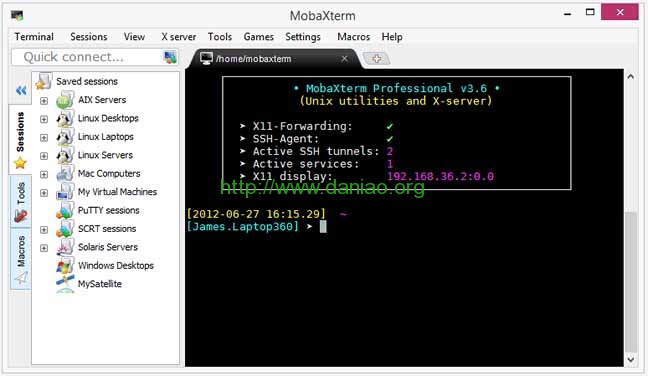 MobaXterm
Terminal Sessions View X server Tools Games Settings Macros Help
Quick connect...
/home/mobaxterm
Sessions
Tools
Macros
Saved sessions
AIX Servers
Linux Desktops
Linux Laptops
Linux Servers
Mac Computers
My Virtual Machines
PuTTY sessions
SCRT sessions
Solaris Servers
Windows Desktops
MySatellite
• MobaXterm Professional v3.6 •
(Unix utilities and X-server)
➤ X11-Forwarding: ✔
➤ SSH-Agent: ✔
➤ Active SSH tunnels: 2
➤ Active services: 1
➤ X11 display: 192.168.36.2:0.0
http://www.daniao.org
[2012-06-27 16:15.29] ~
[James.Laptop360] ➤